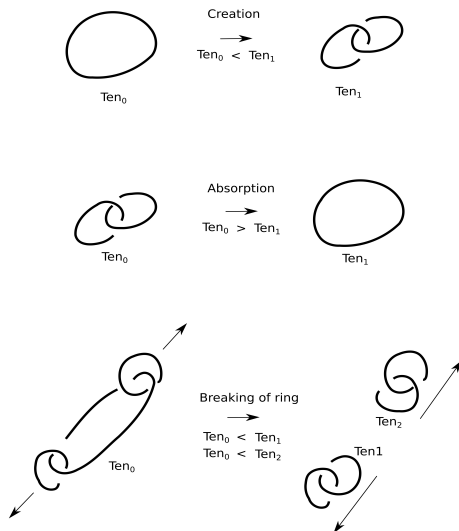 Creation
Ten₀ < Ten₁
Ten₀
Ten₁
Absorption
Ten₀ > Ten₁
Ten₀
Ten₁
Breaking of ring
Ten₀ < Ten₁
Ten₀ < Ten₂
Ten₀
Ten₂
Ten1